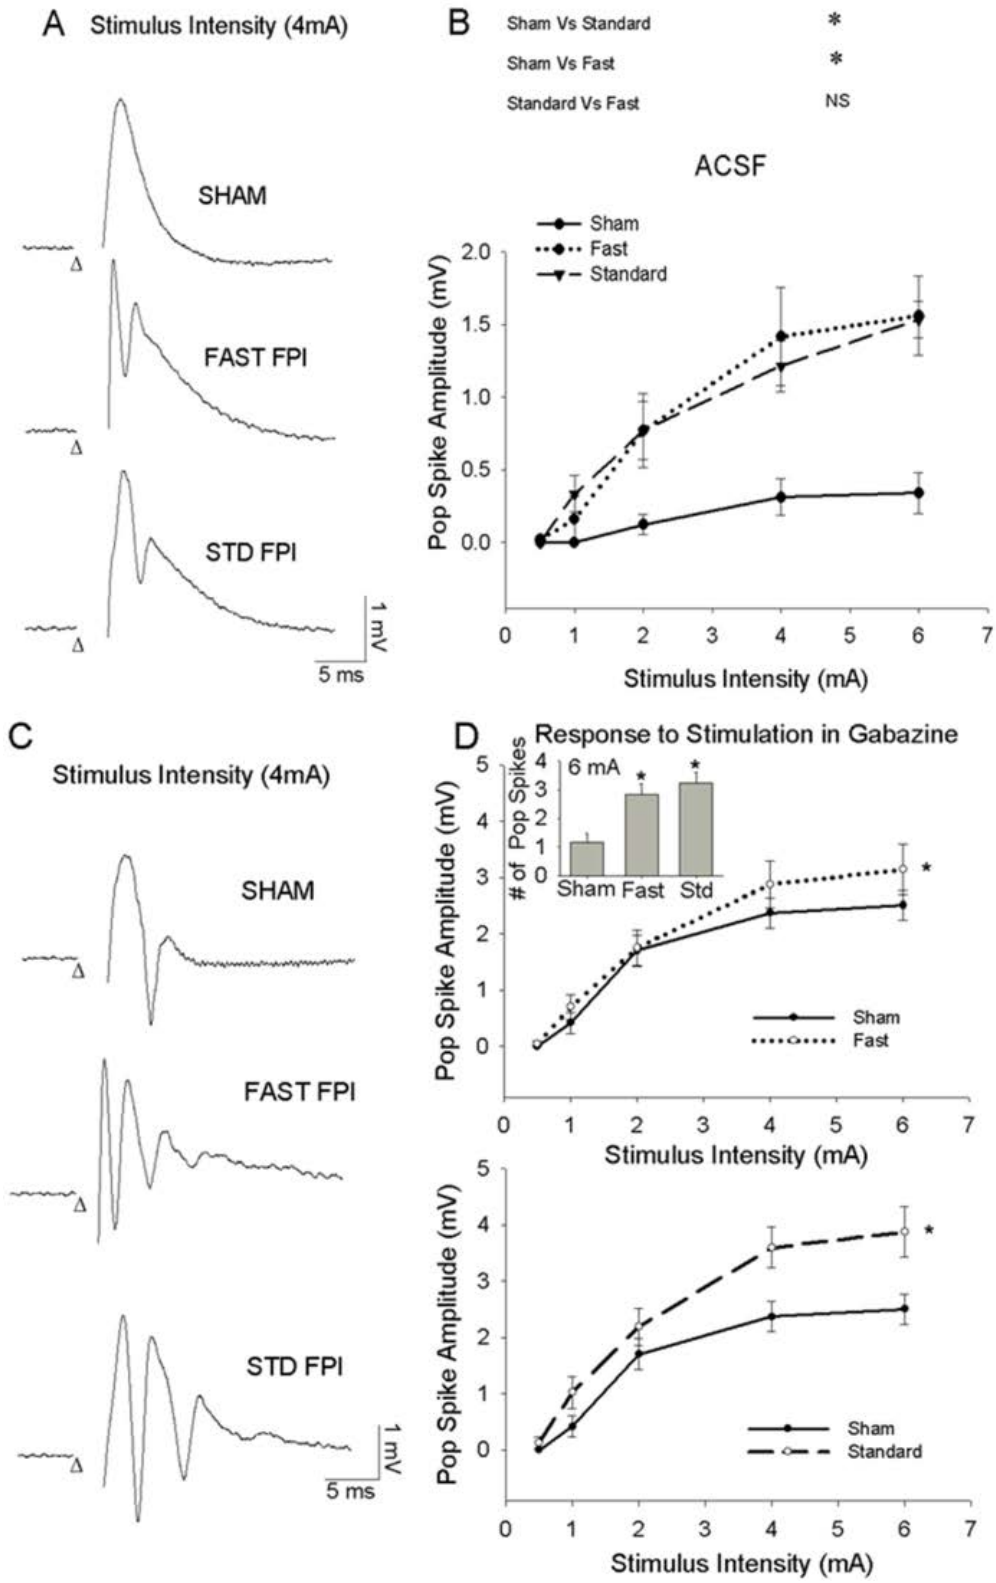 A Stimulus Intensity (4mA)
SHAM
Δ
FAST FPI
Δ
STD FPI
Δ
1 mV
5 ms
B
Sham Vs Standard *
Sham Vs Fast *
Standard Vs Fast NS
ACSF
Sham
Fast
Standard
Pop Spike Amplitude (mV)
2.0
1.5
1.0
0.5
0.0
0 1 2 3 4 5 6 7
Stimulus Intensity (mA)
C
Stimulus Intensity (4mA)
SHAM
Δ
FAST FPI
Δ
STD FPI
Δ
1 mV
5 ms
D Response to Stimulation in Gabazine
Pop Spike Amplitude (mV)
5
4
3
2
1
0
# of Pop Spikes
4
3
2
1
0
6 mA
* *
Sham Fast Std
*
Sham
Fast
0 1 2 3 4 5 6 7
Stimulus Intensity (mA)
Pop Spike Amplitude (mV)
5
4
3
2
1
0
*
Sham
Standard
0 1 2 3 4 5 6 7
Stimulus Intensity (mA)